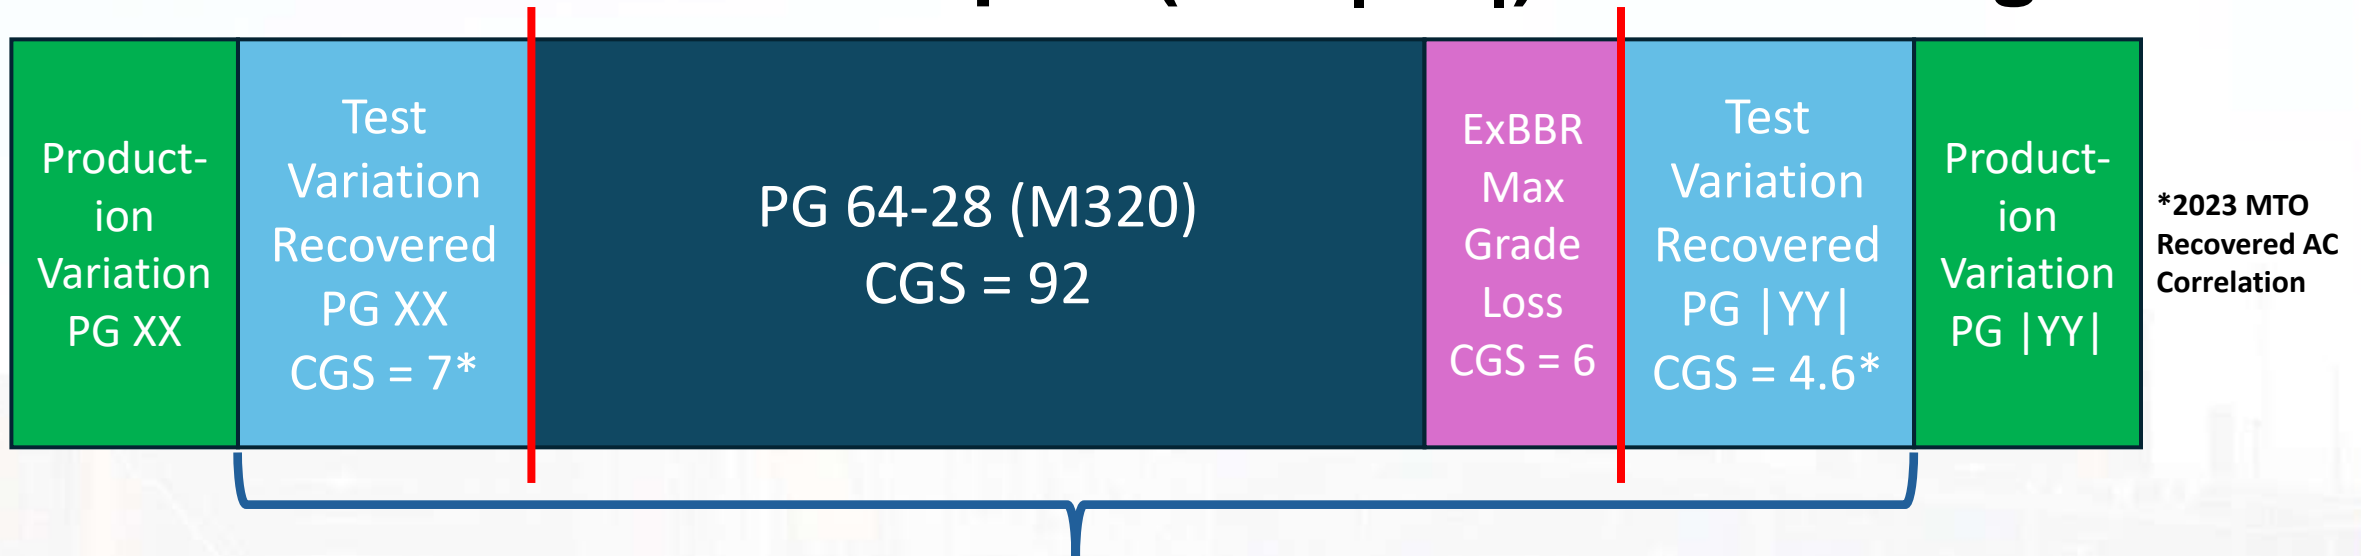 Product-
ion
Variation
PG XX
Test
Variation
Recovered
PG XX
CGS = 7*
PG 64-28 (M320)
CGS = 92
ExBBR
Max
Grade
Loss
CGS = 6
Test
Variation
Recovered
PG |YY|
CGS = 4.6*
Product-
ion
Variation
PG |YY|
*2023 MTO
Recovered AC
Correlation